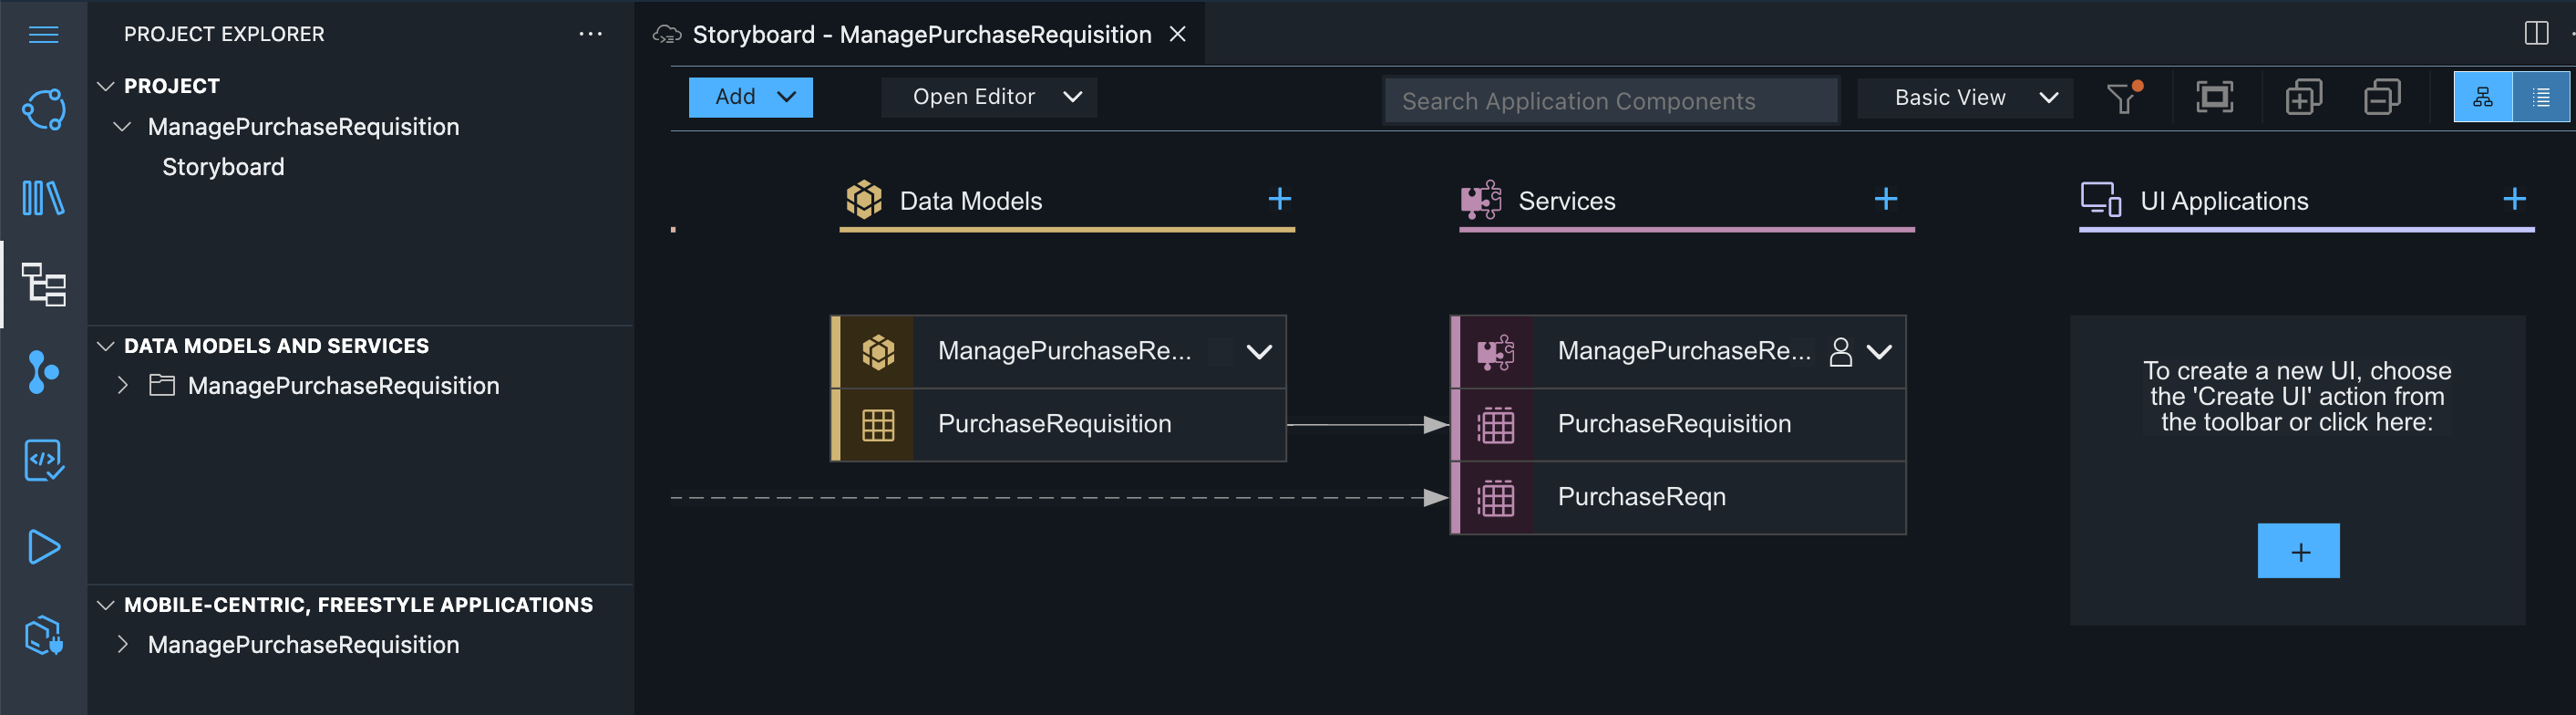 PROJECT EXPLORER
PROJECT
ManagePurchaseRequisition
Storyboard
DATA MODELS AND SERVICES
ManagePurchaseRequisition
MOBILE-CENTRIC, FREESTYLE APPLICATIONS
ManagePurchaseRequisition
Storyboard - ManagePurchaseRequisition
Add
Open Editor
Search Application Components
Basic View
Data Models
ManagePurchaseRe...
PurchaseRequisition
Services
ManagePurchaseRe...
PurchaseRequisition
PurchaseReqn
UI Applications
To create a new UI, choose
the 'Create UI' action from
the toolbar or click here: